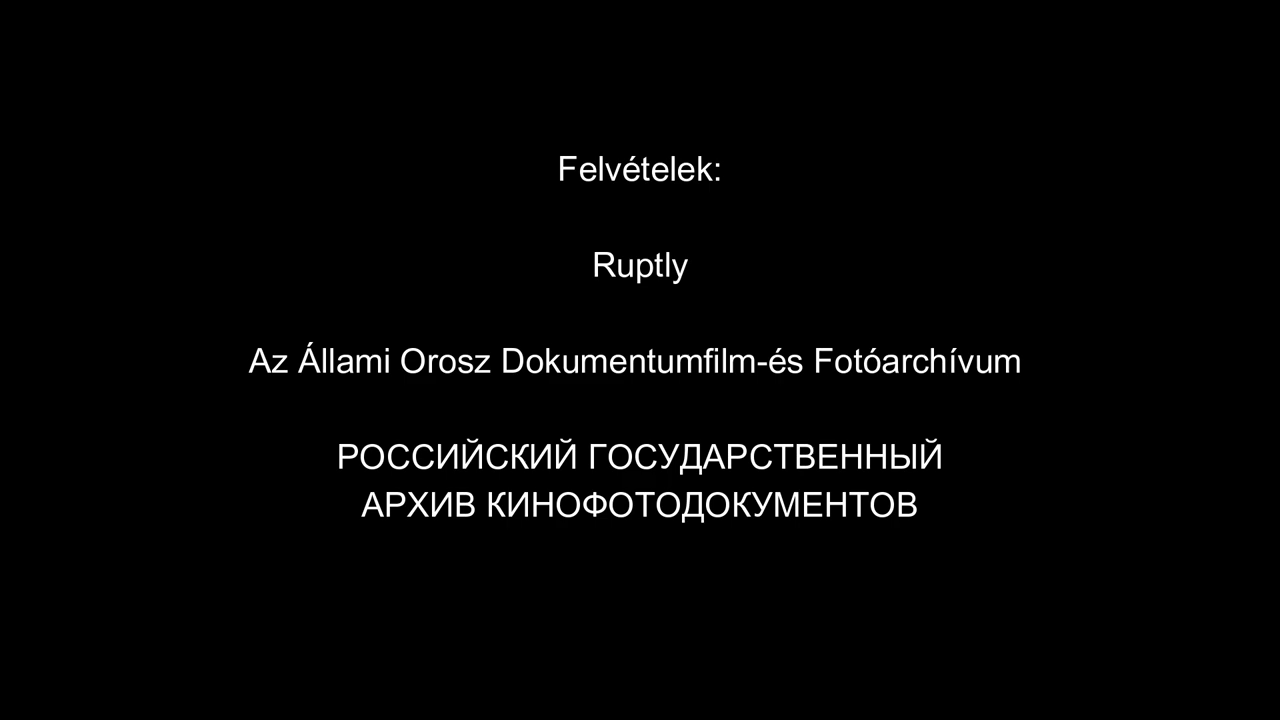 Felvételek:
Ruptly
Az Állami Orosz Dokumentumfilm-és Fotóarchívum
РОССИЙСКИЙ ГОСУДАРСТВЕННЫЙ
АРХИВ КИНОФОТОДОКУМЕНТОВ